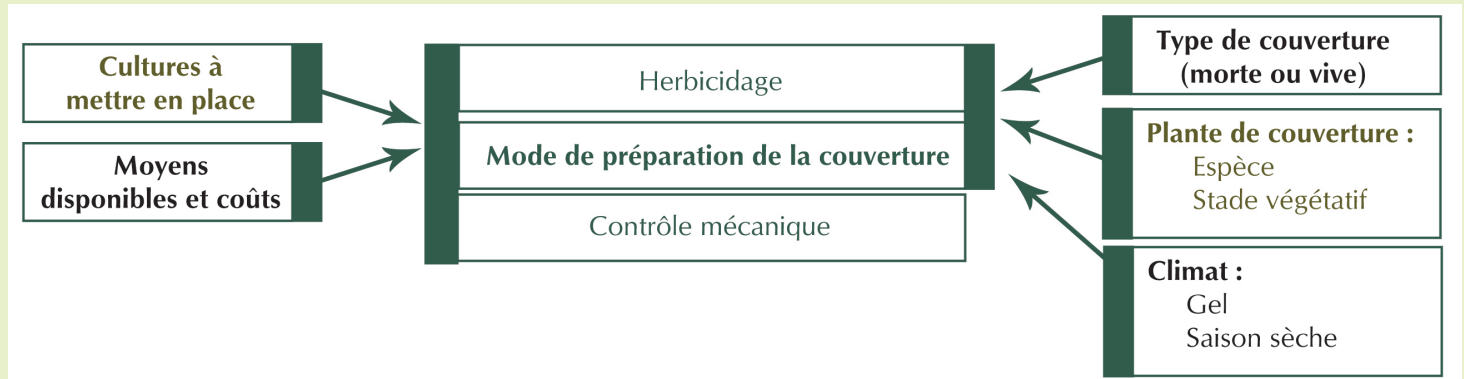 Cultures à
mettre en place
Moyens
disponibles et coûts
Herbicidage
Mode de préparation de la couverture
Contrôle mécanique
Type de couverture
(morte ou vive)
Plante de couverture :
Espèce
Stade végétatif
Climat :
Gel
Saison sèche